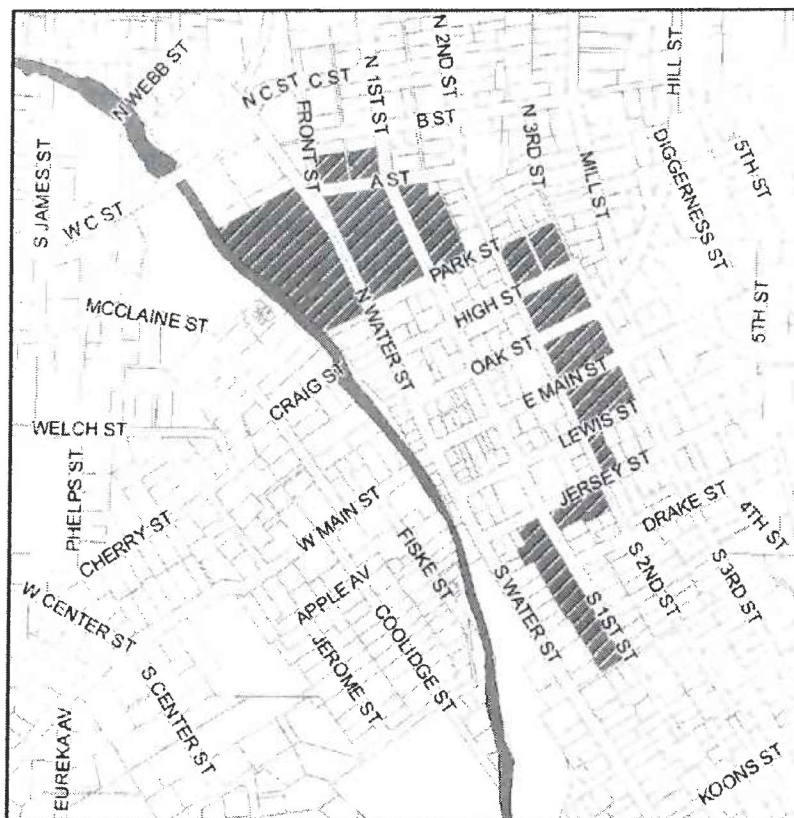 N WEBB ST
N C ST
C ST
N 1ST ST
N 2ND ST
HILL ST
FRONT ST
B ST
N 3RD ST
MILL ST
DIGGERNESS ST
5TH ST
S JAMES ST
W C ST
A ST
PARK ST
HIGH ST
5TH ST
MCCLAINE ST
N WATER ST
OAK ST
CRAIG ST
E MAIN ST
WELCH ST
LEWIS ST
PHELPS ST
CHERRY ST
W MAIN ST
JERSEY ST
DRAKE ST
4TH ST
FISKE ST
S WATER ST
S 2ND ST
S 3RD ST
W CENTER ST
APPLE AV
COOLIDGE ST
S 1ST ST
JEROME ST
S CENTER ST
EUREKA AV
KOONS ST